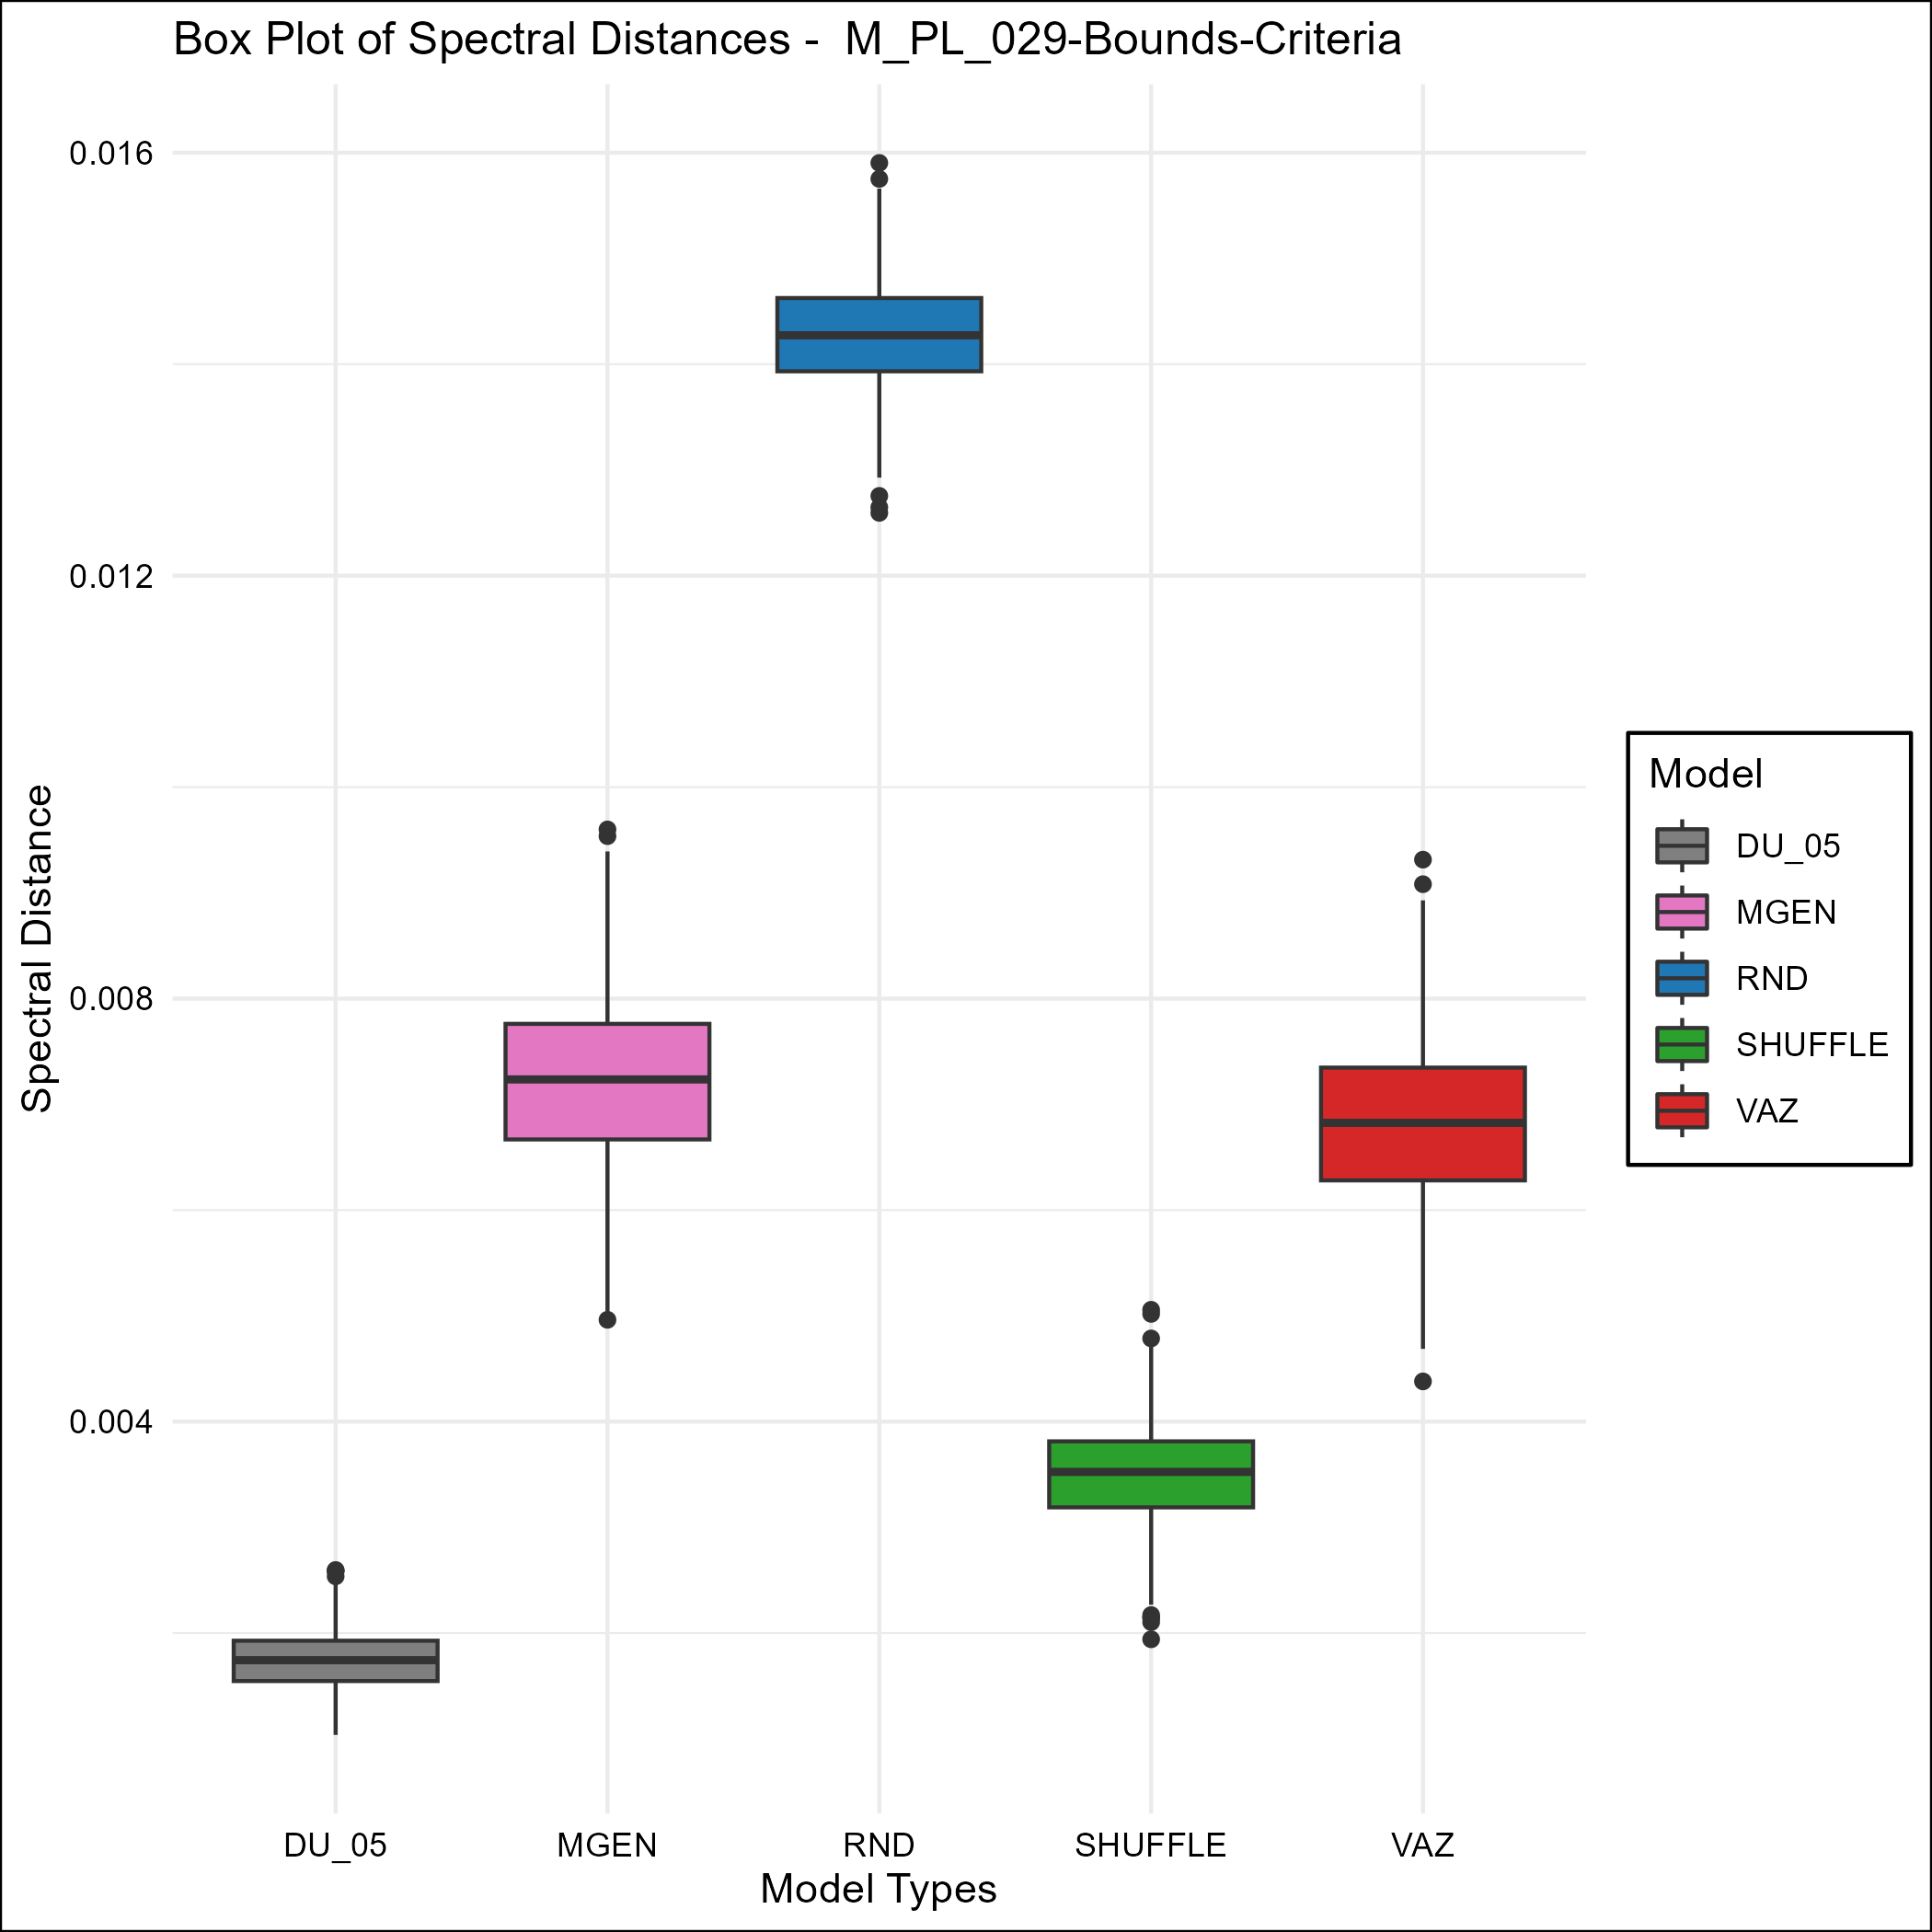 Box Plot of Spectral Distances -  M_PL_029-Bounds-Criteria
0.016
0.012
0.008
0.004
Spectral Distance
DU_05 MGEN RND SHUFFLE VAZ
Model Types
Model
DU_05
MGEN
RND
SHUFFLE
VAZ